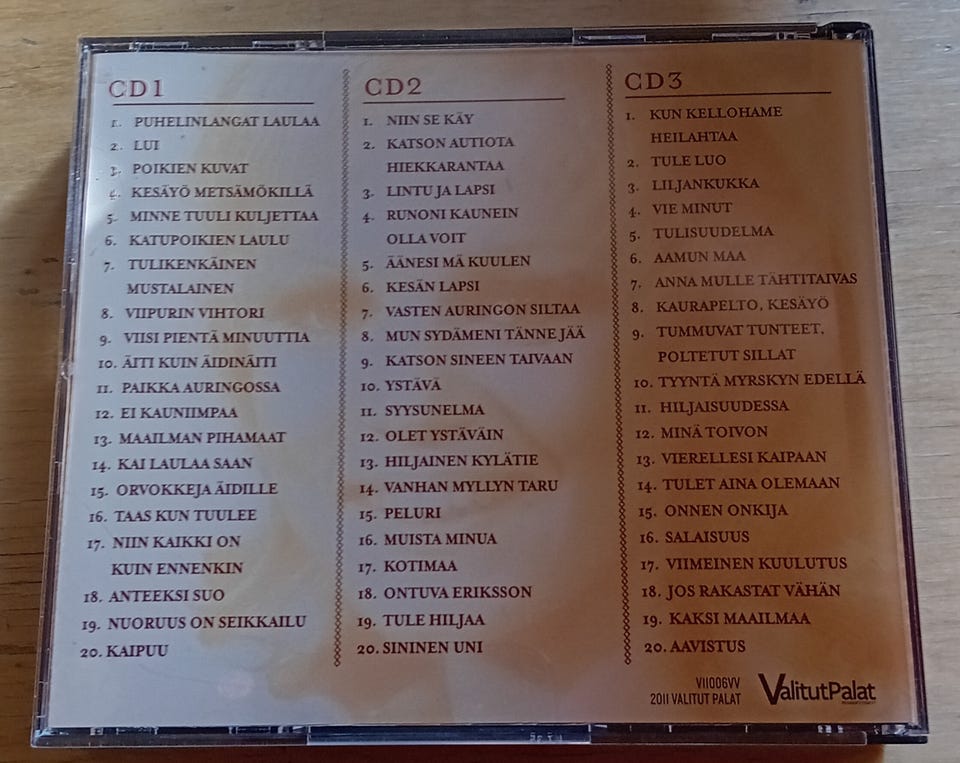 CD1
1. PUHELINLANGAT LAULAA
2. LUI
3. POIKIEN KUVAT
4. KESÄYÖ METSÄMÖKILLÄ
5. MINNE TUULI KULJETTAA
6. KATUPOIKIEN LAULU
7. TULIKENKÄINEN
MUSTALAINEN
8. VIIPURIN VIHTORI
9. VIISI PIENTÄ MINUUTTIA
10. ÄITI KUIN ÄIDINÄITI
11. PAIKKA AURINGOSSA
12. EI KAUNIIMPAA
13. MAAILMAN PIHAMAAT
14. KAI LAULAA SAAN
15. ORVOKKEJA ÄIDILLE
16. TAAS KUN TUULEE
17. NIIN KAIKKI ON
KUIN ENNENKIN
18. ANTEEKSI SUO
19. NUORUUS ON SEIKKAILU
20. KAIPUU
CD2
1. NIIN SE KÄY
2. KATSON AUTIOTA
HIEKKARANTAA
3. LINTU JA LAPSI
4. RUNONI KAUNEIN
OLLA VOIT
5. ÄÄNESI MÄ KUULEN
6. KESÄN LAPSI
7. VASTEN AURINGON SILTAA
8. MUN SYDÄMENI TÄNNE JÄÄ
9. KATSON SINEEN TAIVAAN
10. YSTÄVÄ
11. SYYSUNELMA
12. OLET YSTÄVÄIN
13. HILJAINEN KYLÄTIE
14. VANHAN MYLLYN TARU
15. PELURI
16. MUISTA MINUA
17. KOTIMAA
18. ONTUVA ERIKSSON
19. TULE HILJAA
20. SININEN UNI
CD3
1. KUN KELLOHAME
HEILAHTAA
2. TULE LUO
3. LILJANKUKKA
4. VIE MINUT
5. TULISUUDELMA
6. AAMUN MAA
7. ANNA MULLE TÄHTITAIVAS
8. KAURAPELTO, KESÄYÖ
9. TUMMUVAT TUNTEET,
POLTETUT SILLAT
10. TYYNTÄ MYRSKYN EDELLÄ
11. HILJAISUUDESSA
12. MINÄ TOIVON
13. VIERELLESI KAIPAAN
14. TULET AINA OLEMAAN
15. ONNEN ONKIJA
16. SALAISUUS
17. VIIMEINEN KUULUTUS
18. JOS RAKASTAT VÄHÄN
19. KAKSI MAAILMAA
20. AAVISTUS
VII006VV
2011 VALITUT PALAT
ValitutPalat